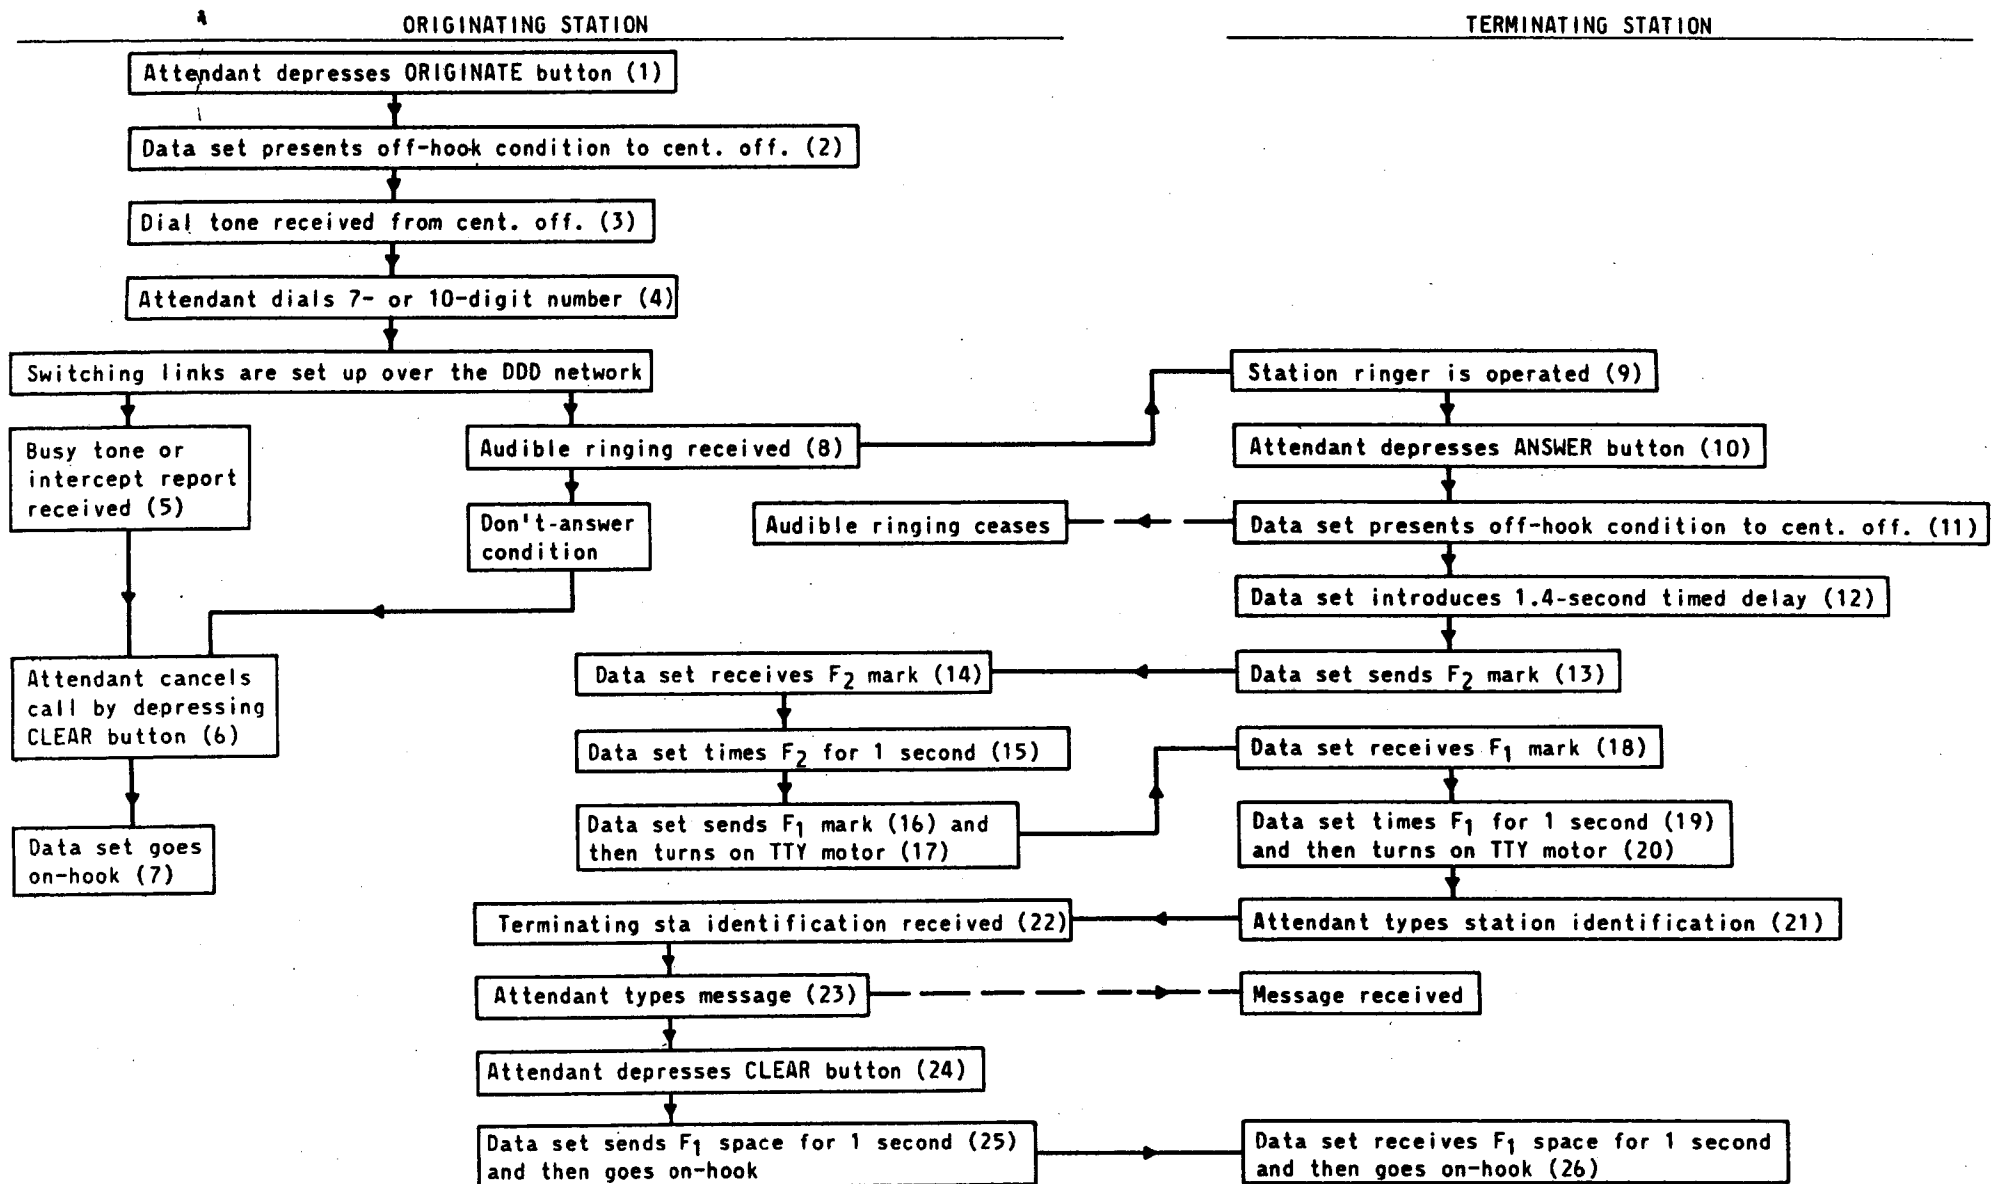 ORIGINATING STATION
TERMINATING STATION
Attendant depresses ORIGINATE button (1)
Data set presents off-hook condition to cent. off. (2)
Dial tone received from cent. off. (3)
Attendant dials 7- or 10-digit number (4)
Switching links are set up over the DDD network
Busy tone or
intercept report
received (5)
Audible ringing received (8)
Don't-answer
condition
Attendant cancels
call by depressing
CLEAR button (6)
Data set goes
on-hook (7)
Station ringer is operated (9)
Attendant depresses ANSWER button (10)
Audible ringing ceases
Data set presents off-hook condition to cent. off. (11)
Data set introduces 1.4-second timed delay (12)
Data set receives F2 mark (14)
Data set sends F2 mark (13)
Data set times F2 for 1 second (15)
Data set sends F1 mark (16) and
then turns on TTY motor (17)
Data set receives F1 mark (18)
Data set times F1 for 1 second (19)
and then turns on TTY motor (20)
Terminating sta identification received (22)
Attendant types station identification (21)
Attendant types message (23)
Message received
Attendant depresses CLEAR button (24)
Data set sends F1 space for 1 second (25)
and then goes on-hook
Data set receives F1 space for 1 second
and then goes on-hook (26)